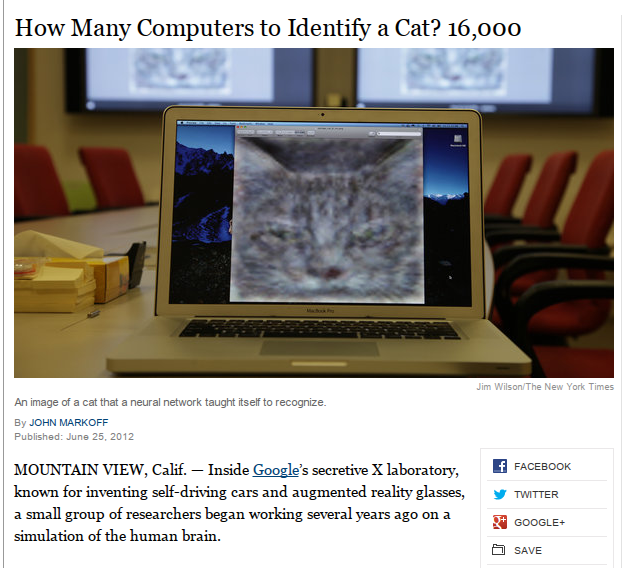 How Many Computers to Identify a Cat? 16,000
MacBook Pro
Jim Wilson/The New York Times
An image of a cat that a neural network taught itself to recognize.
By JOHN MARKOFF
Published: June 25, 2012
MOUNTAIN VIEW, Calif. — Inside Google's secretive X laboratory,
known for inventing self-driving cars and augmented reality glasses,
a small group of researchers began working several years ago on a
simulation of the human brain.
FACEBOOK
TWITTER
GOOGLE+
SAVE